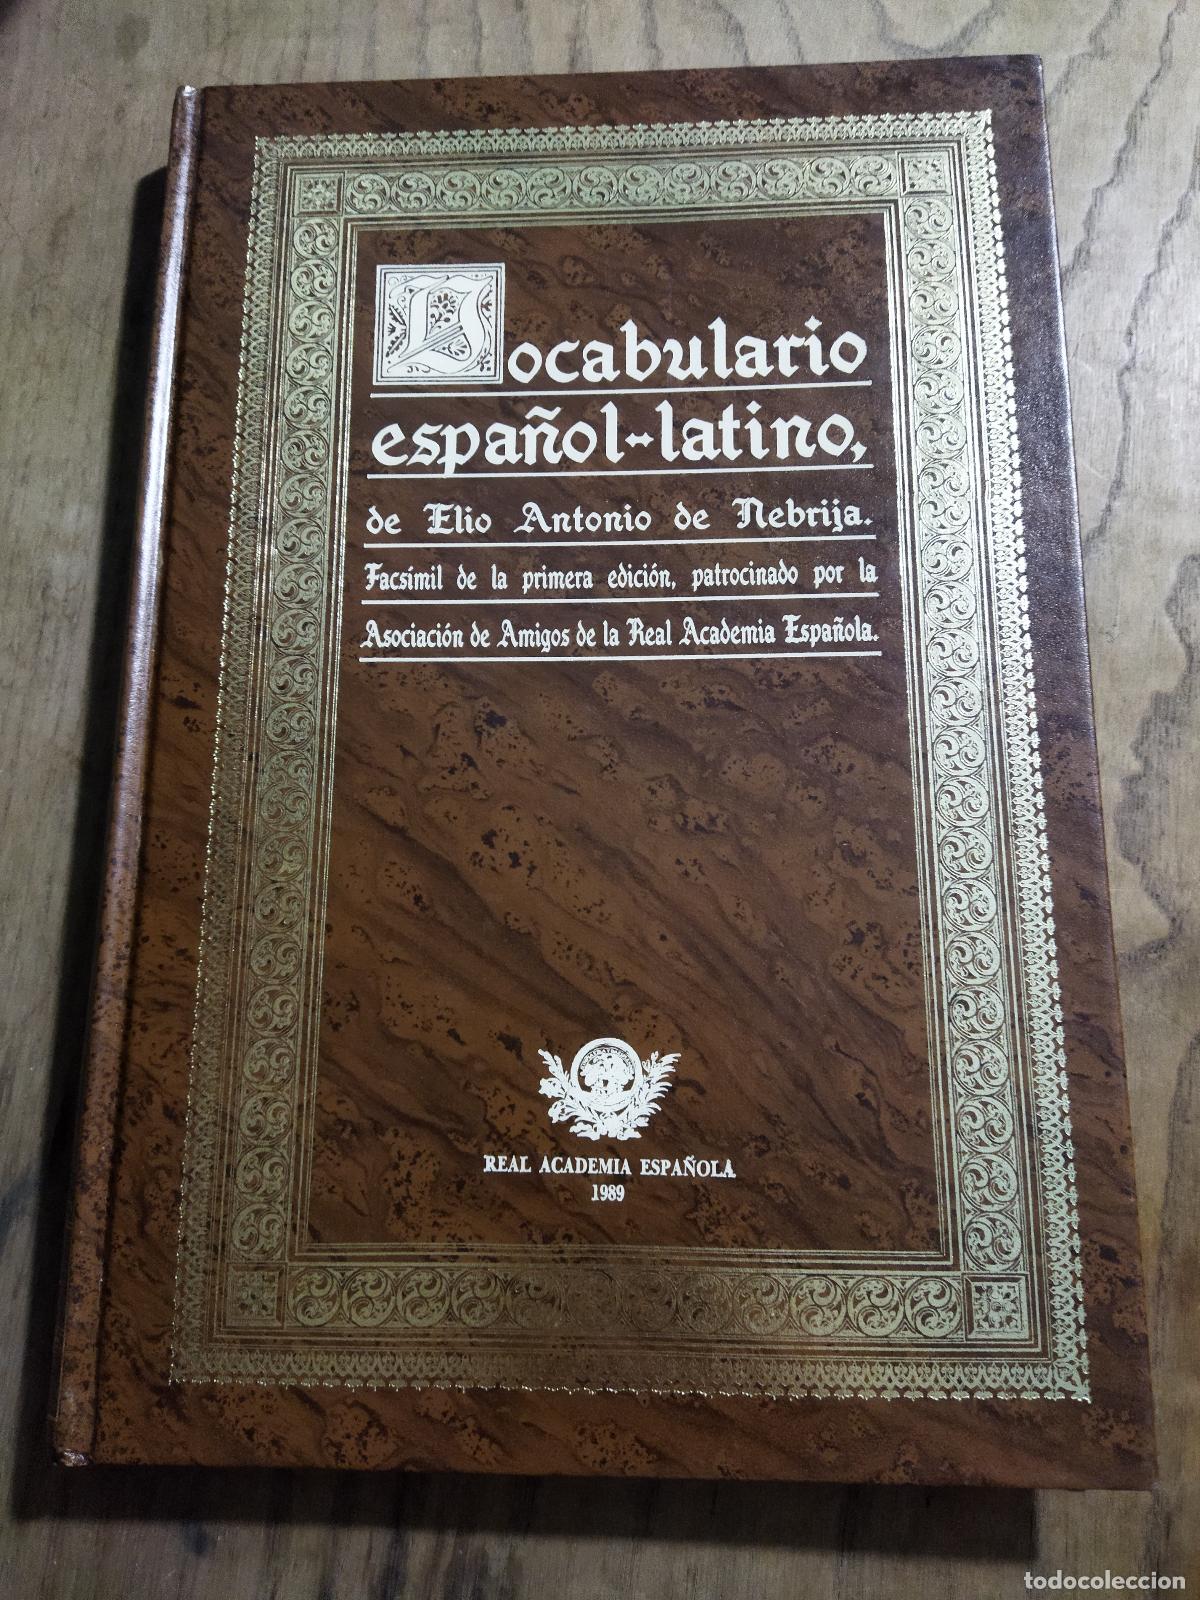 Vocabulario
español-latino,
de Elio Antonio de Nebrija.
Facsímil de la primera edición, patrocinado por la
Asociación de Amigos de la Real Academia Española.
REAL ACADEMIA ESPAÑOLA
1989
todocoleccion